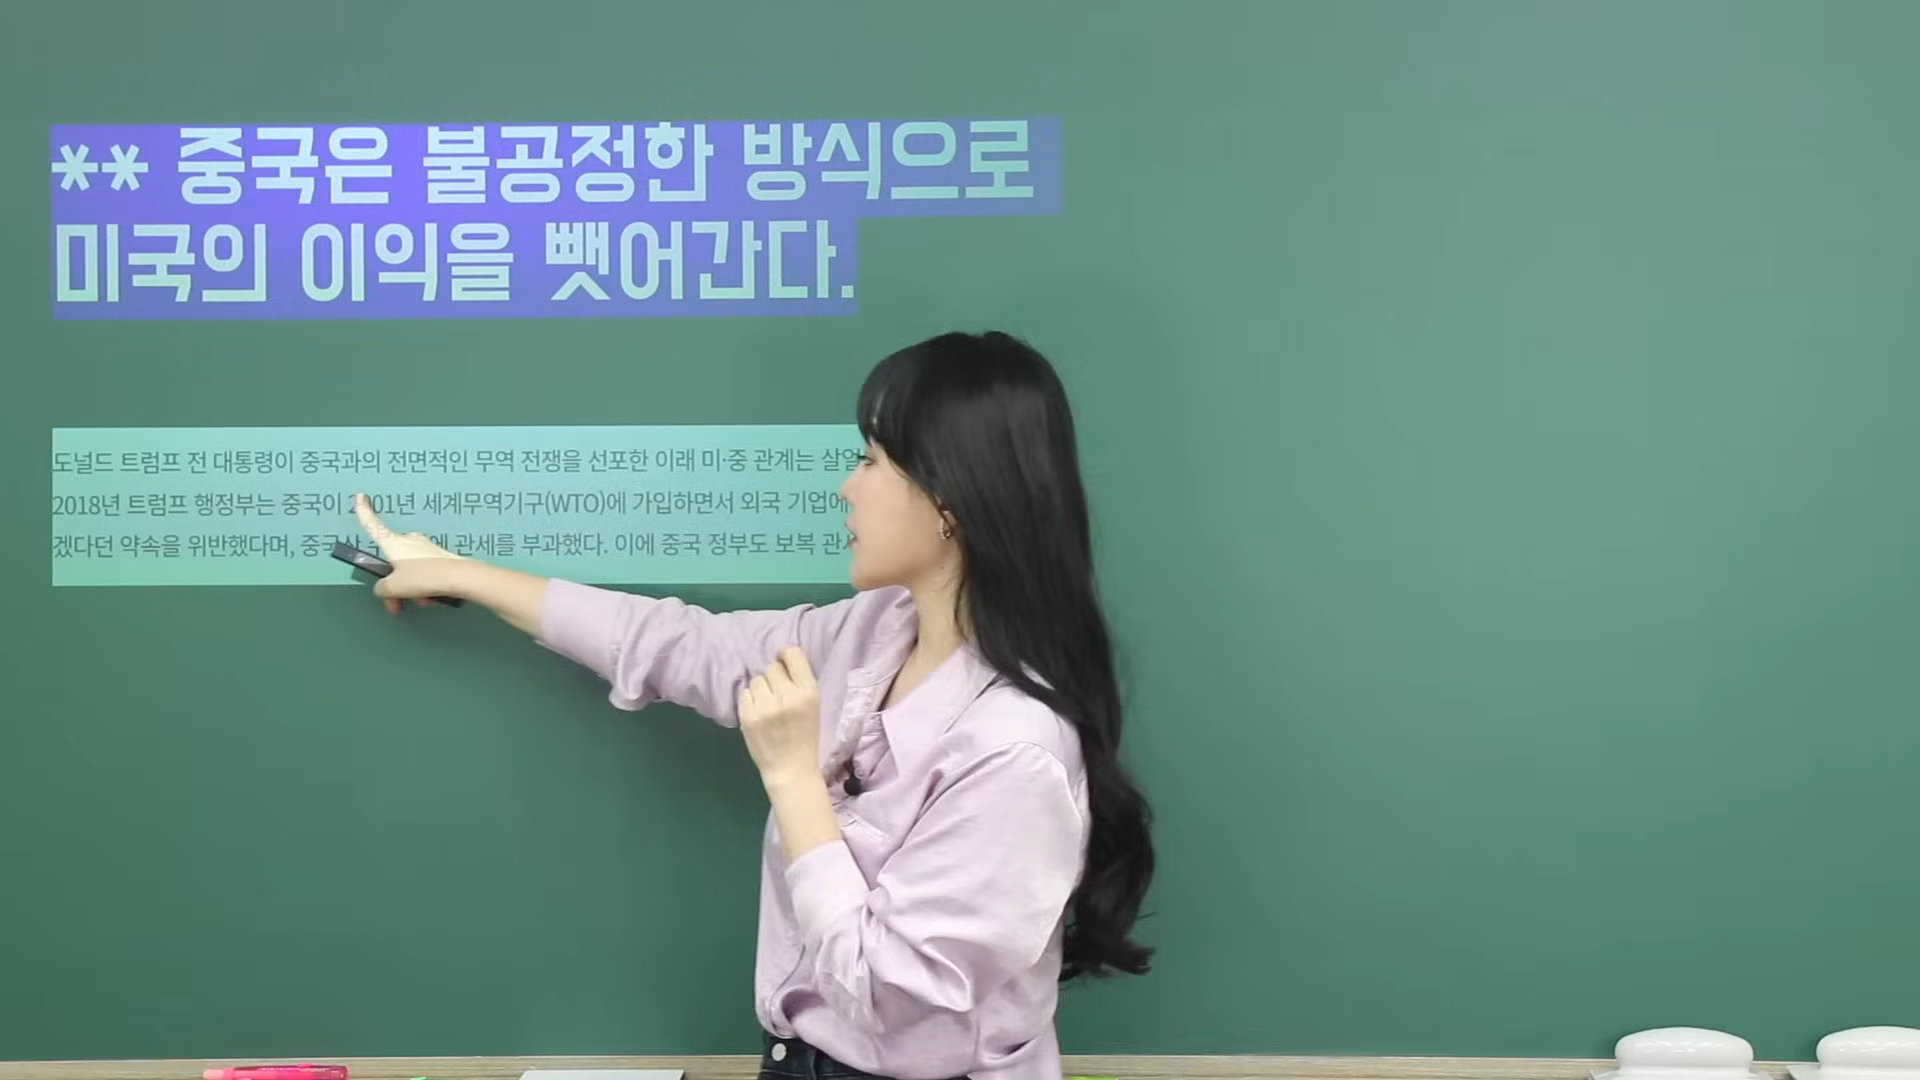 ** 중국은 불공정한 방식으로
미국의 이익을 뺏어간다.
도널드 트럼프 전 대통령이 중국과의 전면적인 무역 전쟁을 선포한 이래 미·중 관계는
2018년 트럼프 행정부는 중국이 2001년 세계무역기구(WTO)에 가입하면서 외국 기업에
겠다던 약속을 위반했다며, 관세를 부과했다. 이에 중국 정부도 보복